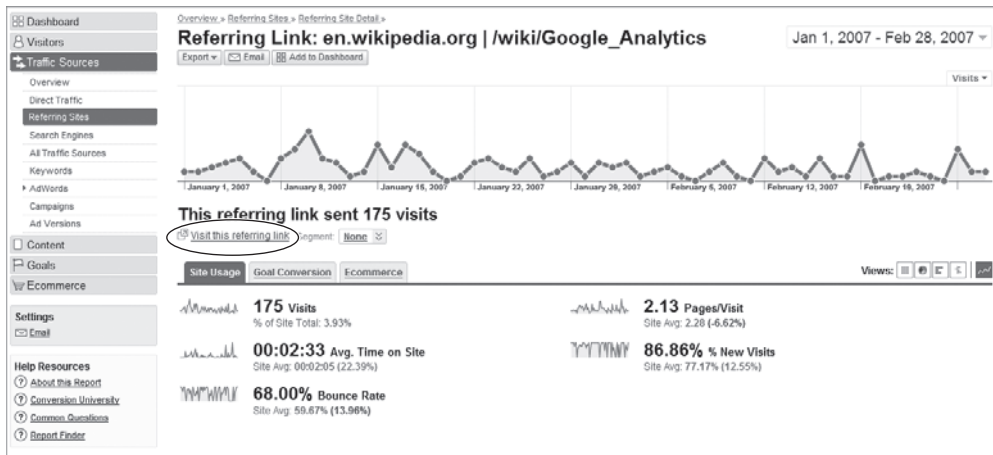 Dashboard
Visitors
Traffic Sources
Overview
Direct Traffic
Referring Sites
Search Engines
All Traffic Sources
Keywords
AdWords
Campaigns
Ad Versions
Content
Goals
Ecommerce
Settings
Email
Help Resources
About this Report
Conversion University
Common Questions
Report Finder
Overview » Referring Sites » Referring Site Detail »
Referring Link: en.wikipedia.org | /wiki/Google_Analytics
Jan 1, 2007 - Feb 28, 2007
Export Email Add to Dashboard
Visits
January 1, 2007 January 8, 2007 January 15, 2007 January 22, 2007 January 29, 2007 February 5, 2007 February 12, 2007 February 19, 2007
This referring link sent 175 visits
Visit this referring link Segment: None
Site Usage Goal Conversion Ecommerce Views:
175 Visits
% of Site Total: 3.93%
2.13 Pages/Visit
Site Avg: 2.28 (-6.62%)
00:02:33 Avg. Time on Site
Site Avg: 00:02:05 (22.39%)
86.86% % New Visits
Site Avg: 77.17% (12.55%)
68.00% Bounce Rate
Site Avg: 59.67% (13.96%)